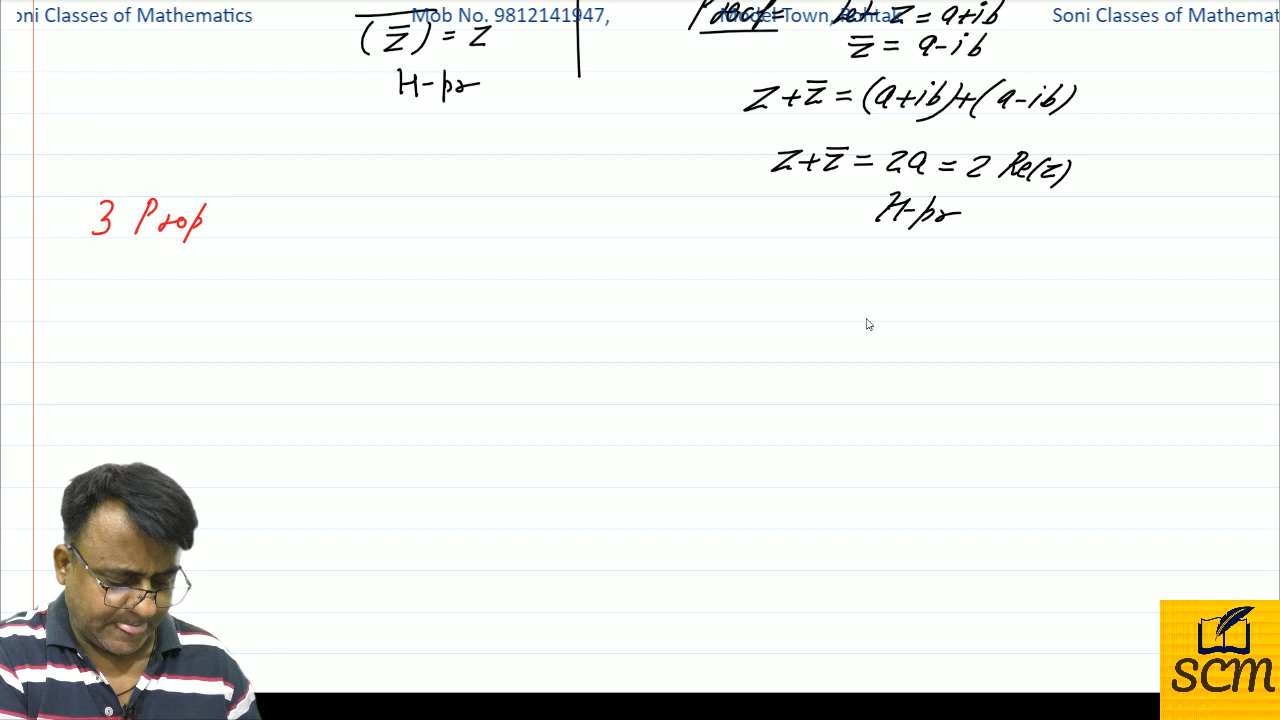 oni Classes of Mathematics Mob No. 9812141947, Model Town, Rohtak Soni Classes of Mathemat
(z̄)‾ = z
H-pr
Proof= Let z = a+ib
z̄ = a-ib
z+z̄ = (a+ib)+(a-ib)
z+z̄ = 2a = 2 Re(z)
H-pr
3 Prop
SCM